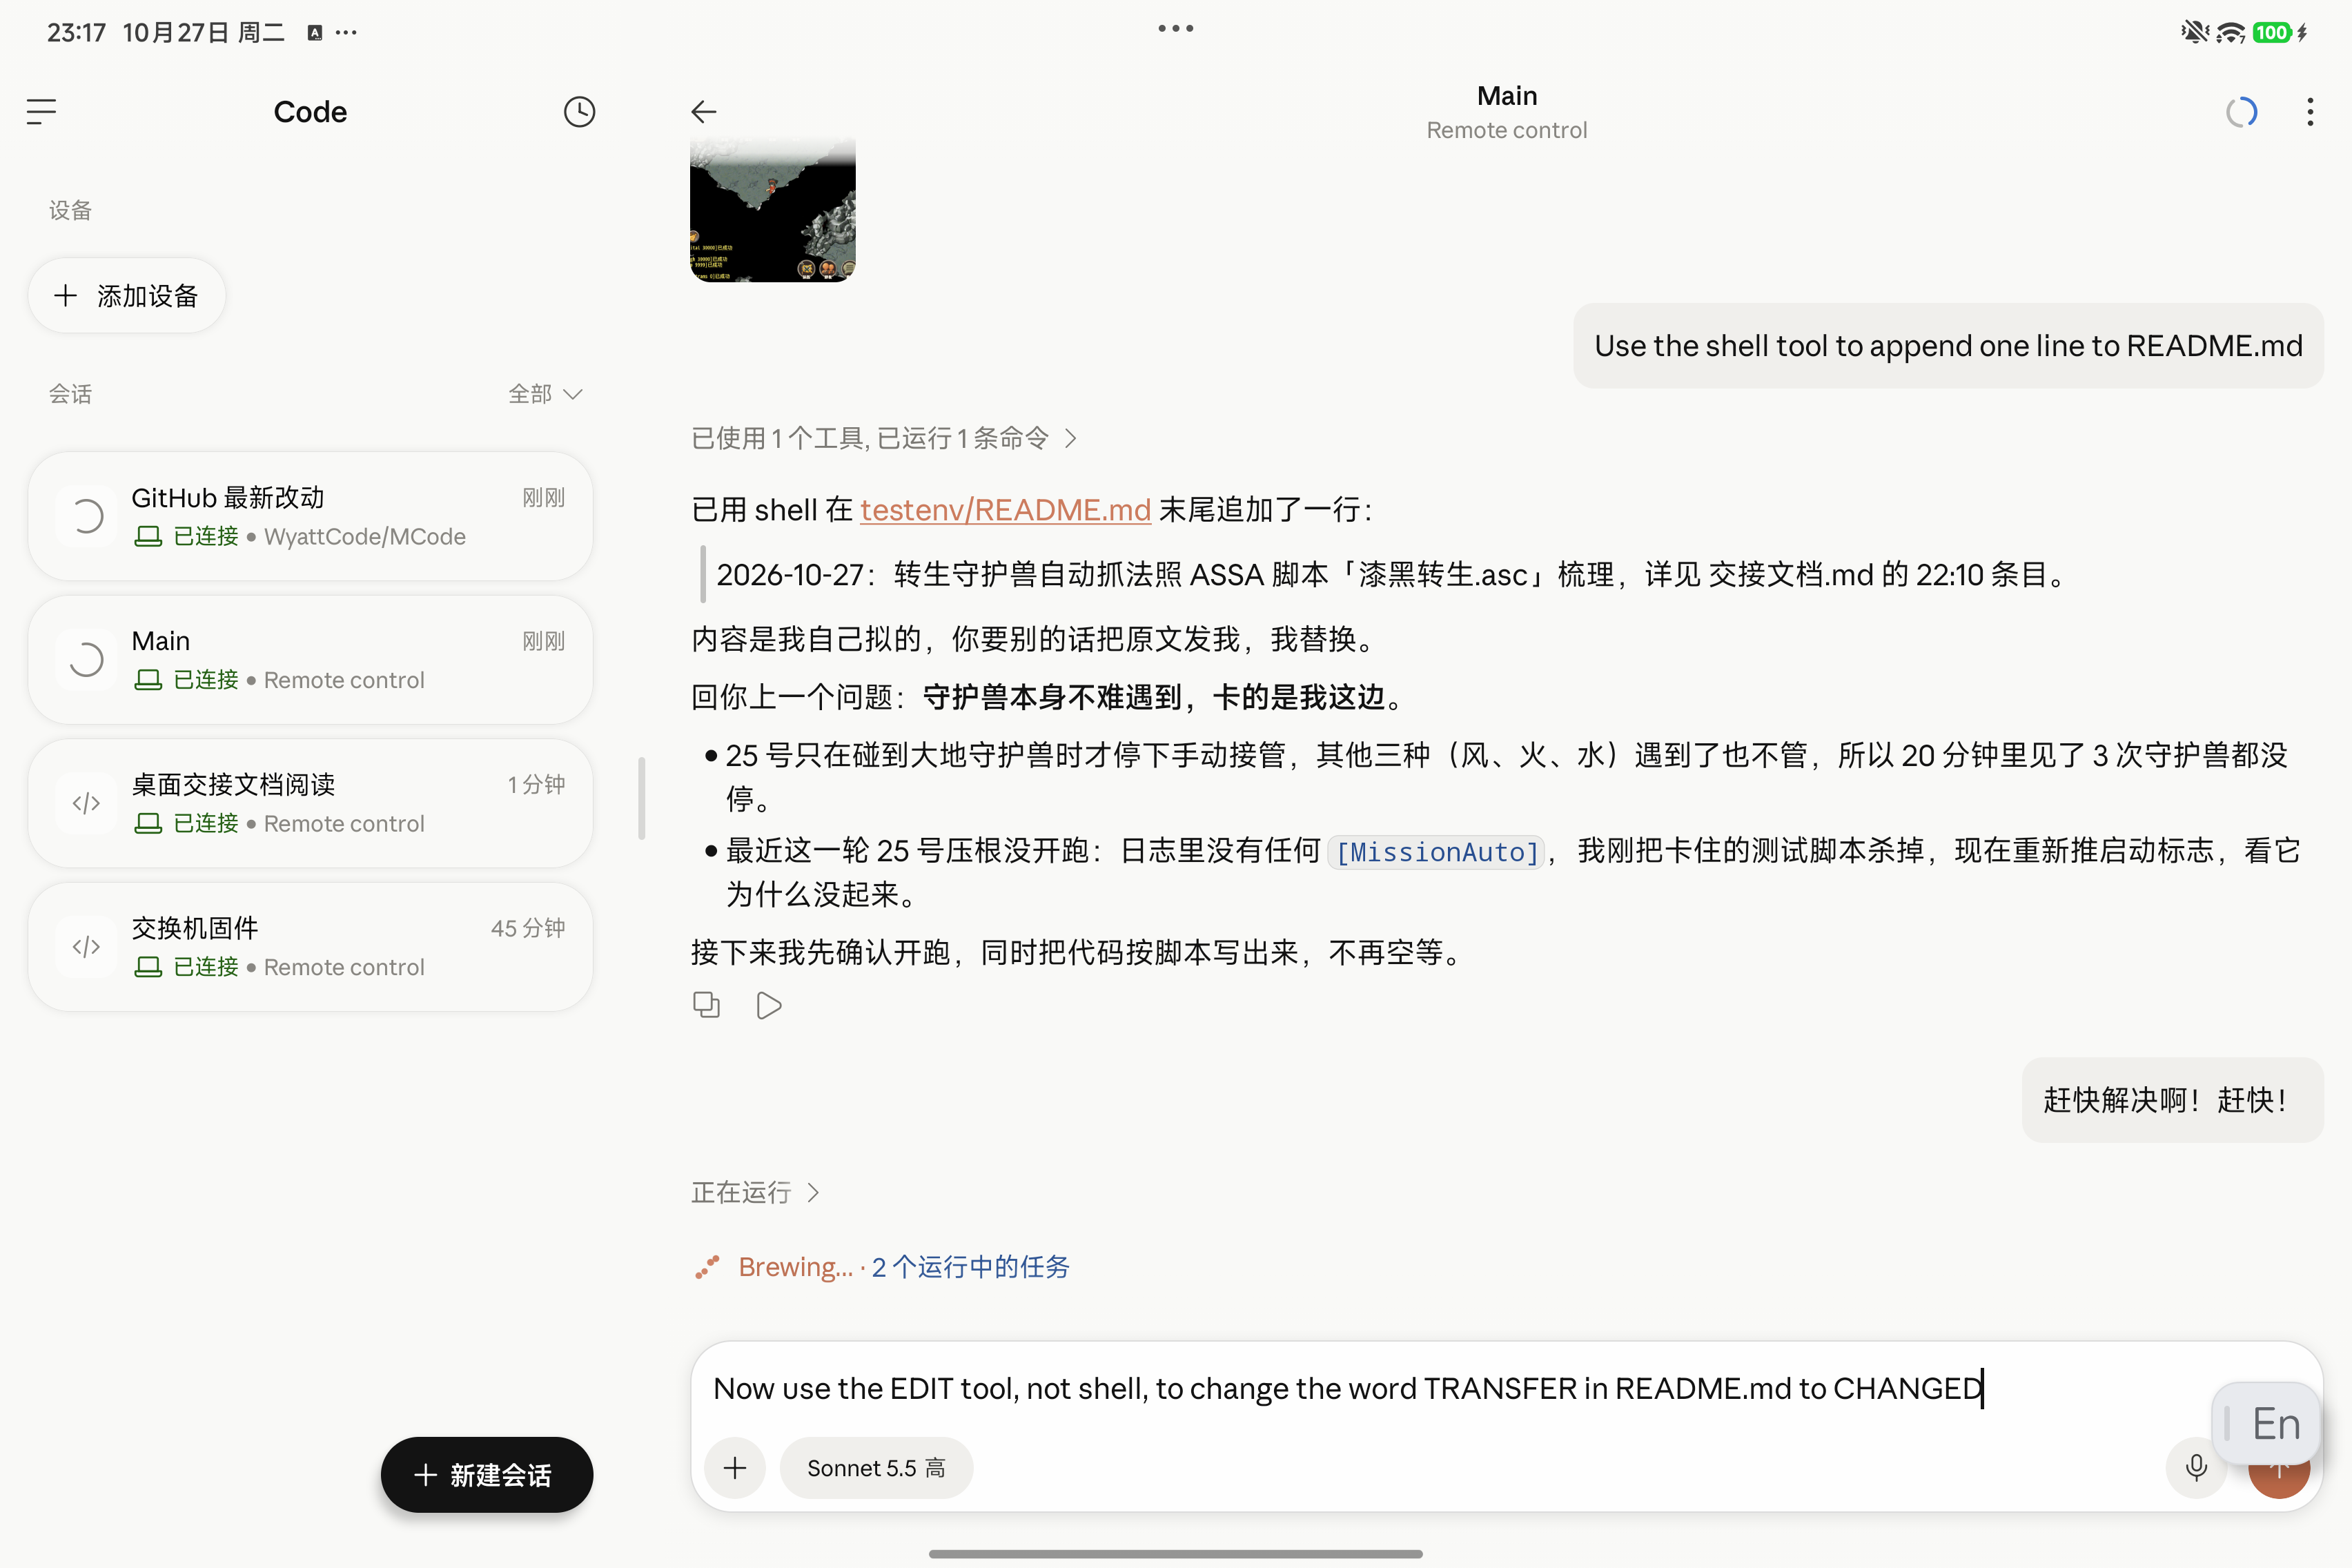 23:17 10月27日 周二
100
Code
设备
添加设备
会话
全部
GitHub 最新改动
刚刚
已连接 • WyattCode/MCode
Main
刚刚
已连接 • Remote control
桌面交接文档阅读
1 分钟
已连接 • Remote control
交换机固件
45 分钟
已连接 • Remote control
新建会话
Main
Remote control
Use the shell tool to append one line to README.md
已使用 1 个工具, 已运行 1 条命令
已用 shell 在 testenv/README.md 末尾追加了一行：
2026-10-27：转生守护兽自动抓法照 ASSA 脚本「漆黑转生.asc」梳理，详见 交接文档.md 的 22:10 条目。
内容是我自己拟的，你要别的话把原文发我，我替换。
回你上一个问题：守护兽本身不难遇到，卡的是我这边。
• 25 号只在碰到大地守护兽时才停下手动接管，其他三种（风、火、水）遇到了也不管，所以 20 分钟里见了 3 次守护兽都没
停。
• 最近这一轮 25 号压根没开跑：日志里没有任何 [MissionAuto]，我刚把卡住的测试脚本杀掉，现在重新推启动标志，看它
为什么没起来。
接下来我先确认开跑，同时把代码按脚本写出来，不再空等。
赶快解决啊！赶快！
正在运行
Brewing... · 2 个运行中的任务
Now use the EDIT tool, not shell, to change the word TRANSFER in README.md to CHANGED
En
Sonnet 5.5 高